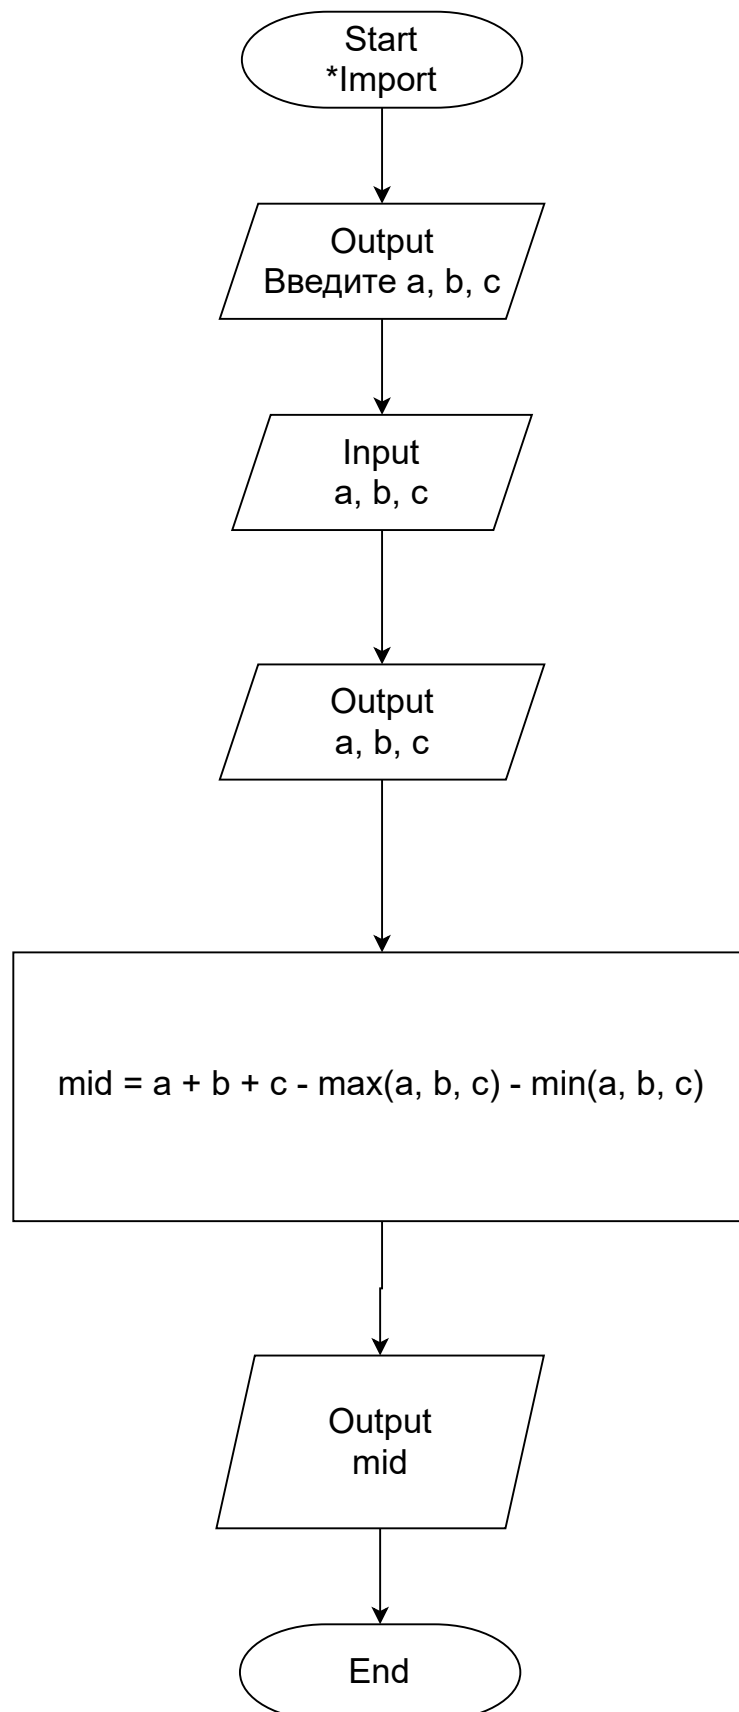 Start
*Import
Output
Введите a, b, c
Input
a, b, c
Output
a, b, c
mid = a + b + c - max(a, b, c) - min(a, b, c)
Output
mid
End